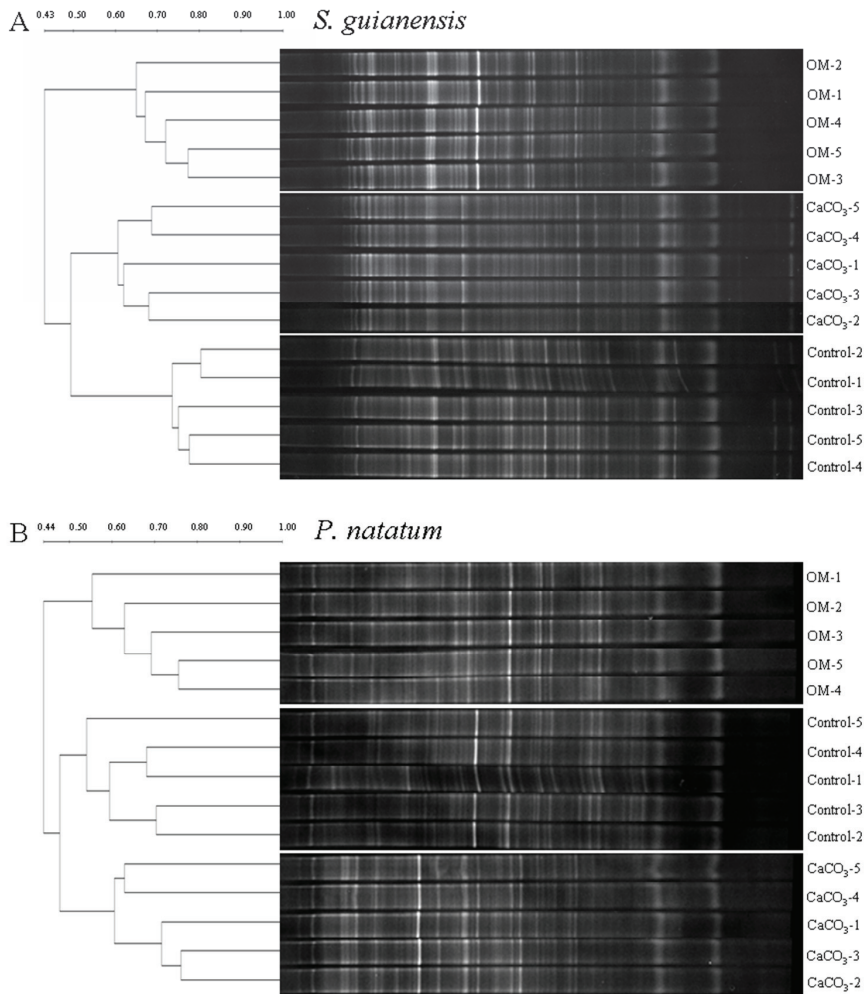 A
0.43 0.50 0.60 0.70 0.80 0.90 1.00
S. guianensis
OM-2
OM-1
OM-4
OM-5
OM-3
CaCO₃-5
CaCO₃-4
CaCO₃-1
CaCO₃-3
CaCO₃-2
Control-2
Control-1
Control-3
Control-5
Control-4
B
0.44 0.50 0.60 0.70 0.80 0.90 1.00
P. natatum
OM-1
OM-2
OM-3
OM-5
OM-4
Control-5
Control-4
Control-1
Control-3
Control-2
CaCO₃-5
CaCO₃-4
CaCO₃-1
CaCO₃-3
CaCO₃-2